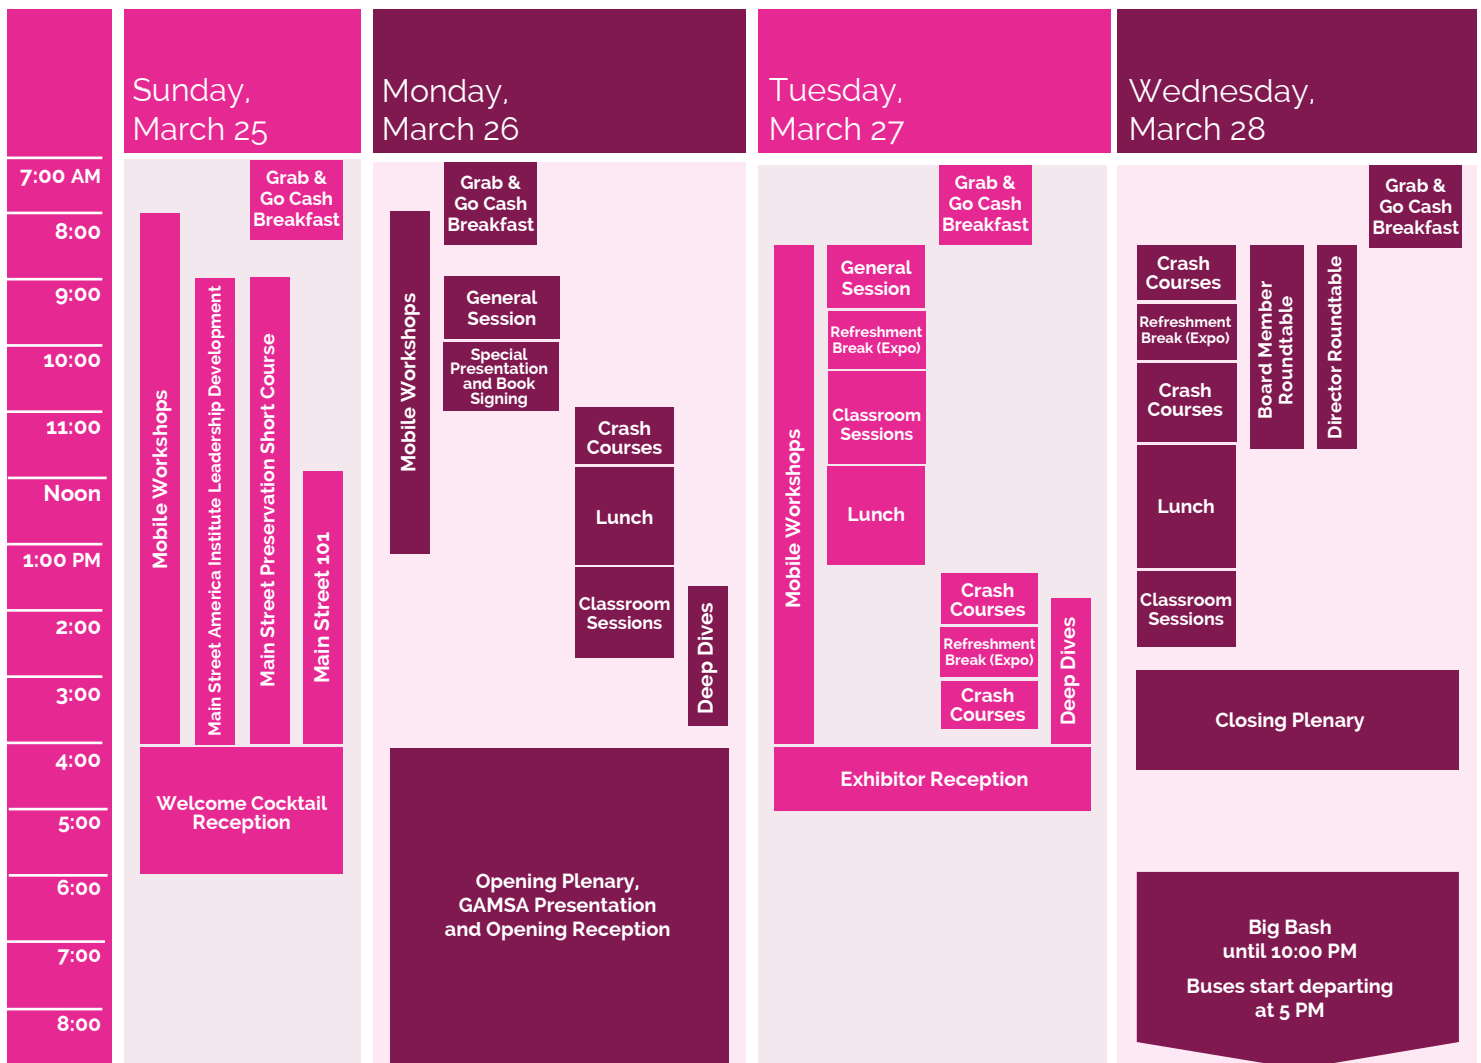 Sunday,
March 25
Monday,
March 26
Tuesday,
March 27
Wednesday,
March 28
7:00 AM
8:00
9:00
10:00
11:00
Noon
1:00 PM
2:00
3:00
4:00
5:00
6:00
7:00
8:00
Grab &
Go Cash
Breakfast
Mobile Workshops
Main Street America Institute Leadership Development
Main Street Preservation Short Course
Main Street 101
Welcome Cocktail
Reception
Grab &
Go Cash
Breakfast
Mobile Workshops
General
Session
Special
Presentation
and Book
Signing
Crash
Courses
Lunch
Classroom
Sessions
Deep Dives
Opening Plenary,
GAMSA Presentation
and Opening Reception
Grab &
Go Cash
Breakfast
Mobile Workshops
General
Session
Refreshment
Break (Expo)
Classroom
Sessions
Lunch
Crash
Courses
Refreshment
Break (Expo)
Crash
Courses
Deep Dives
Exhibitor Reception
Grab &
Go Cash
Breakfast
Crash
Courses
Refreshment
Break (Expo)
Crash
Courses
Lunch
Classroom
Sessions
Board Member
Roundtable
Director Roundtable
Closing Plenary
Big Bash
until 10:00 PM
Buses start departing
at 5 PM